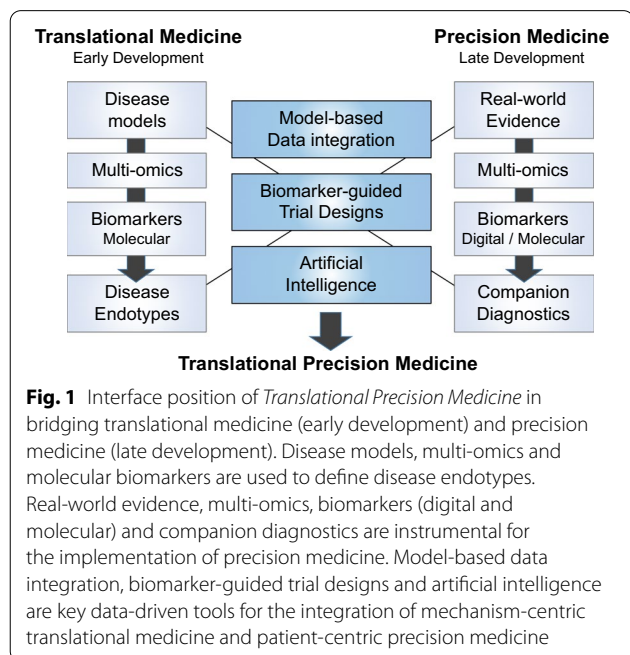 Translational Medicine
Early Development
Precision Medicine
Late Development
Disease
models
Multi-omics
Biomarkers
Molecular
Disease
Endotypes
Model-based
Data integration
Biomarker-guided
Trial Designs
Artificial
Intelligence
Real-world
Evidence
Multi-omics
Biomarkers
Digital / Molecular
Companion
Diagnostics
Translational Precision Medicine
Fig. 1 Interface position of Translational Precision Medicine in
bridging translational medicine (early development) and precision
medicine (late development). Disease models, multi-omics and
molecular biomarkers are used to define disease endotypes.
Real-world evidence, multi-omics, biomarkers (digital and
molecular) and companion diagnostics are instrumental for
the implementation of precision medicine. Model-based data
integration, biomarker-guided trial designs and artificial intelligence
are key data-driven tools for the integration of mechanism-centric
translational medicine and patient-centric precision medicine